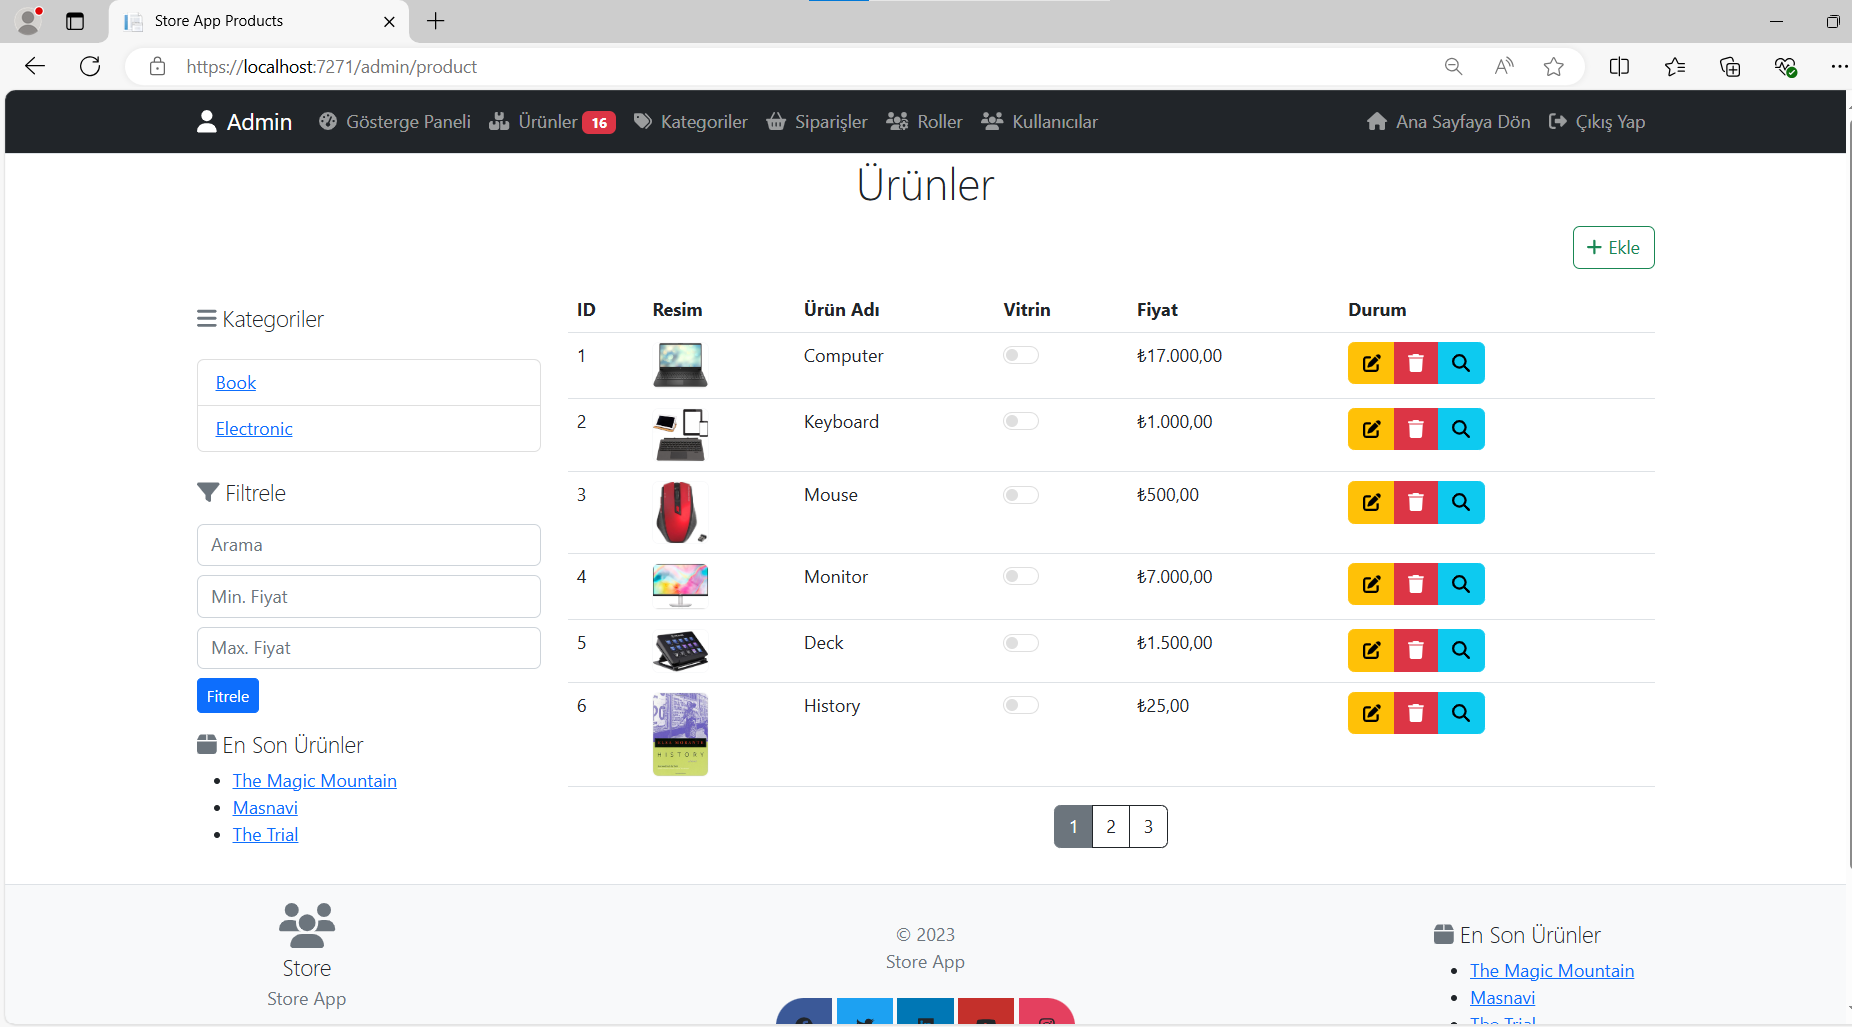 Store App Products
https://localhost:7271/admin/product
Admin Gösterge Paneli Ürünler 16 Kategoriler Siparişler Roller Kullanıcılar Ana Sayfaya Dön Çıkış Yap
Ürünler
+ Ekle
Kategoriler
Book
Electronic
Filtrele
Arama
Min. Fiyat
Max. Fiyat
Fitrele
En Son Ürünler
The Magic Mountain
Masnavi
The Trial
ID Resim Ürün Adı Vitrin Fiyat Durum
1 Computer ₺17.000,00
2 Keyboard ₺1.000,00
3 Mouse ₺500,00
4 Monitor ₺7.000,00
5 Deck ₺1.500,00
6 HISTORY History ₺25,00
1 2 3
Store
Store App
© 2023
Store App
En Son Ürünler
The Magic Mountain
Masnavi
The Trial